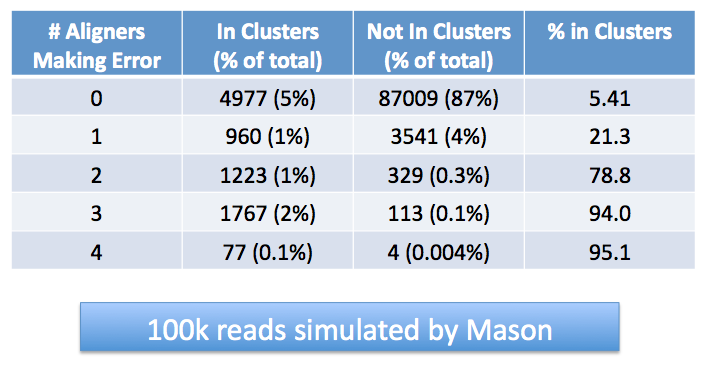 # Aligners Making Error In Clusters (% of total) Not In Clusters (% of total) % in Clusters
0 4977 (5%) 87009 (87%) 5.41
1 960 (1%) 3541 (4%) 21.3
2 1223 (1%) 329 (0.3%) 78.8
3 1767 (2%) 113 (0.1%) 94.0
4 77 (0.1%) 4 (0.004%) 95.1
100k reads simulated by Mason